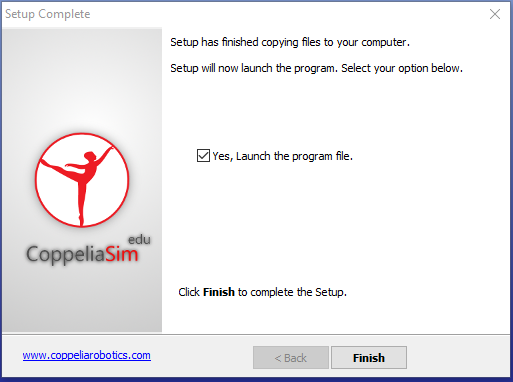 Setup Complete
Setup has finished copying files to your computer.
Setup will now launch the program. Select your option below.
Yes, Launch the program file.
edu
CoppeliaSim
Click Finish to complete the Setup.
www.coppeliarobotics.com
< Back
Finish